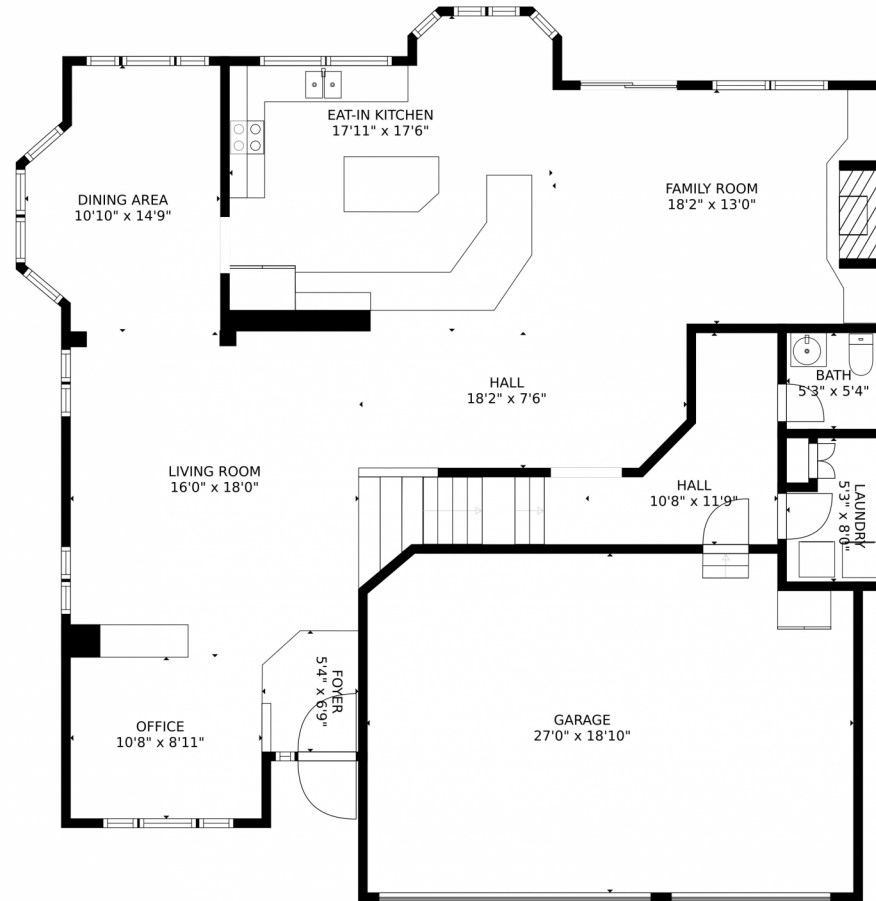 EAT-IN KITCHEN
17'11" x 17'6"
DINING AREA
10'10" x 14'9"
FAMILY ROOM
18'2" x 13'0"
BATH
5'3" x 5'4"
HALL
18'2" x 7'6"
LIVING ROOM
16'0" x 18'0"
HALL
10'8" x 11'9"
LAUNDRY
5'3" x 8'0"
FOYER
5'4" x 6'9"
OFFICE
10'8" x 8'11"
GARAGE
27'0" x 18'10"